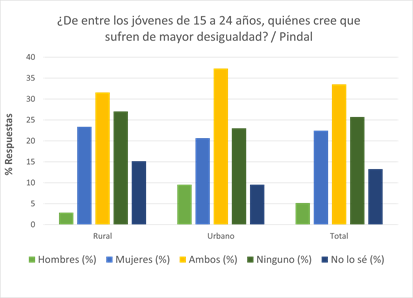 ¿De entre los jóvenes de 15 a 24 años, quiénes cree que
sufren de mayor desigualdad? / Pindal
% Respuestas
40
35
30
25
20
15
10
5
0
Rural Urbano Total
Hombres (%) Mujeres (%) Ambos (%) Ninguno (%) No lo sé (%)